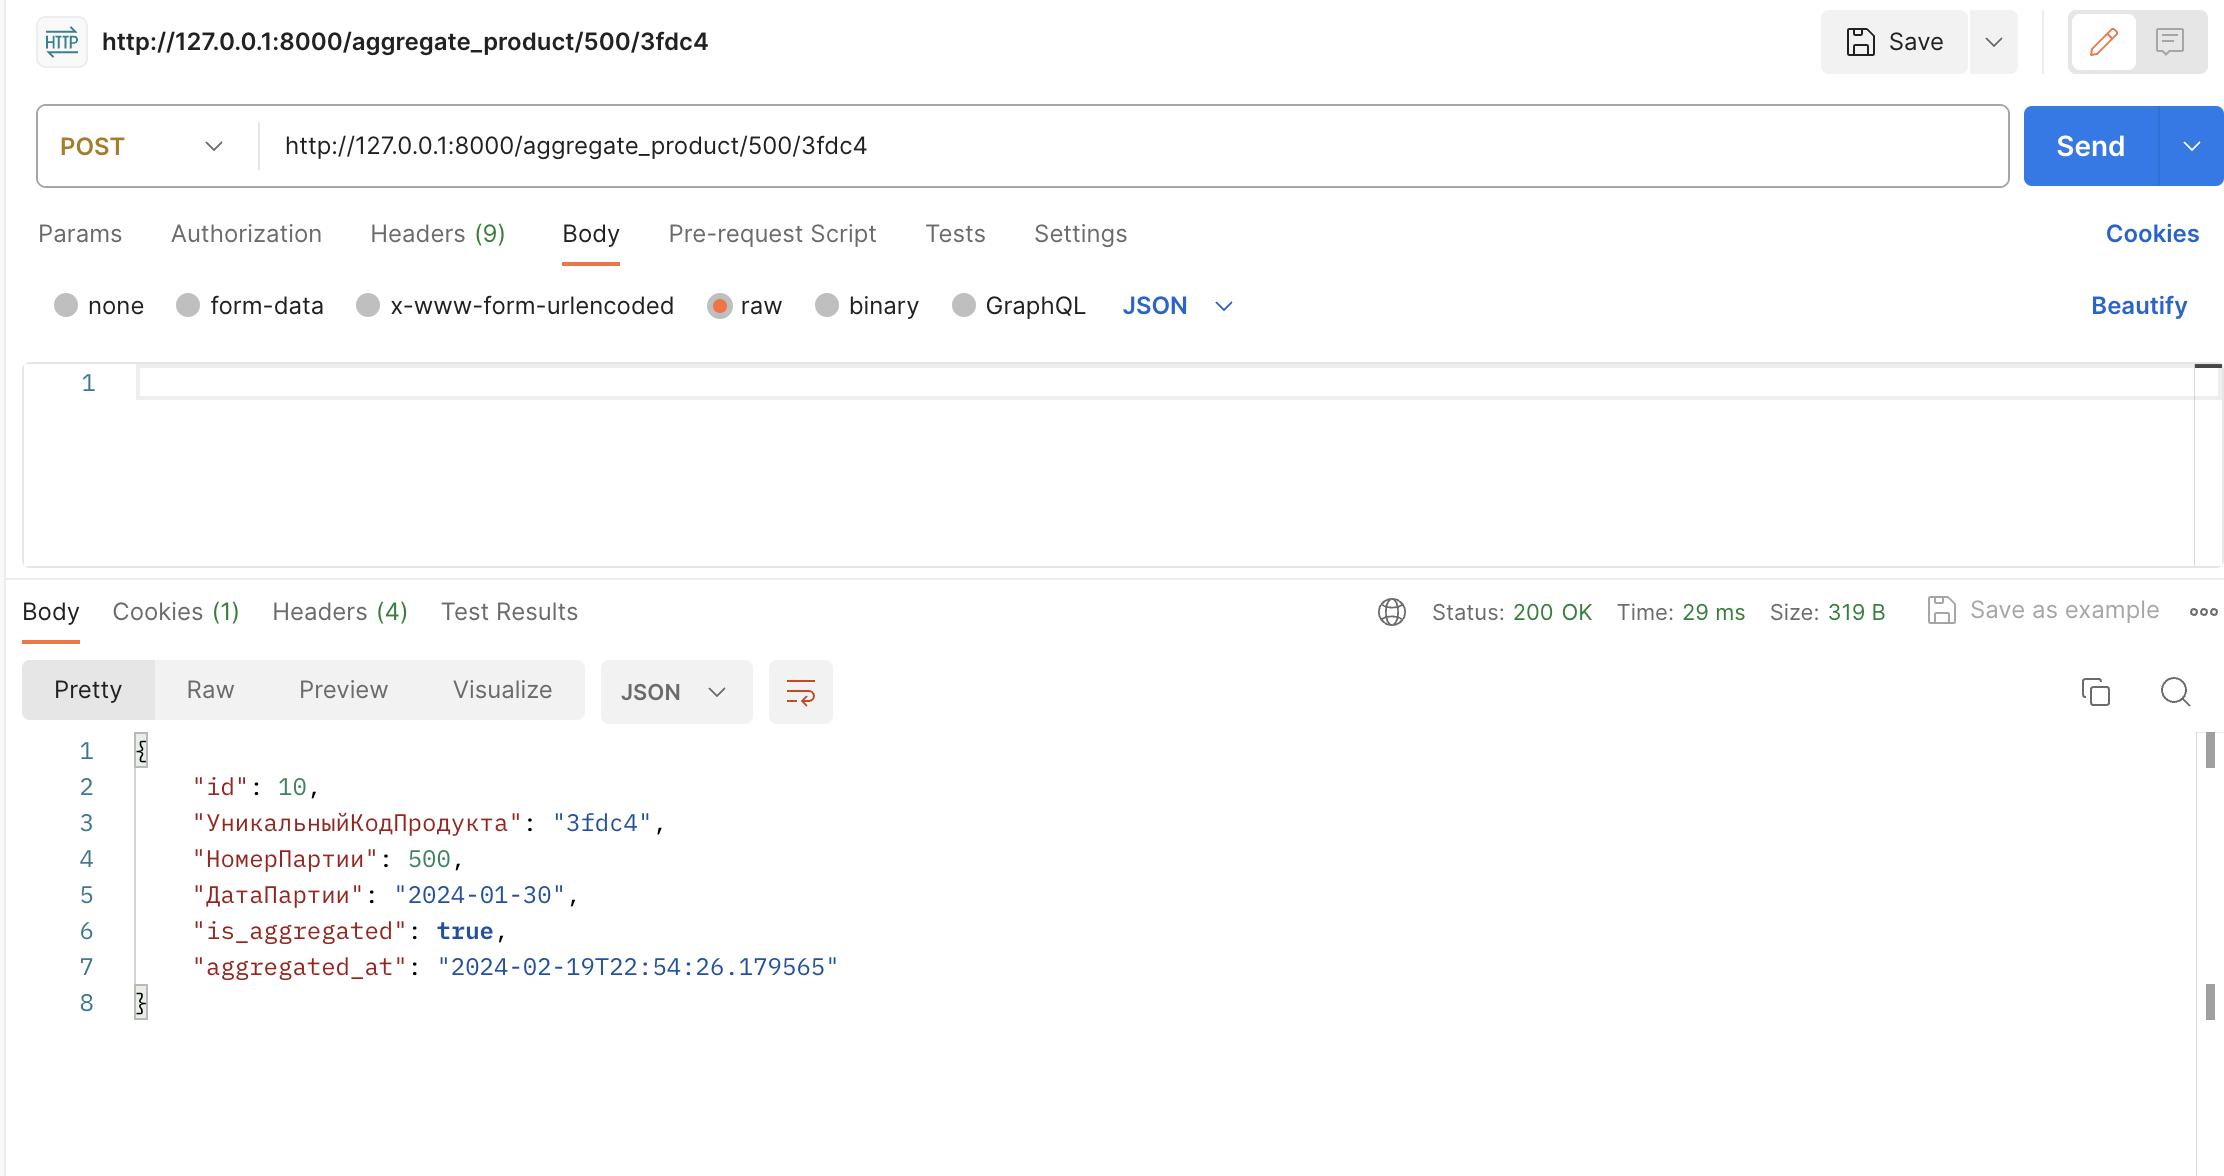 HTTP http://127.0.0.1:8000/aggregate_product/500/3fdc4 Save
POST http://127.0.0.1:8000/aggregate_product/500/3fdc4 Send
Params Authorization Headers (9) Body Pre-request Script Tests Settings Cookies
none form-data x-www-form-urlencoded raw binary GraphQL JSON Beautify
1
Body Cookies (1) Headers (4) Test Results Status: 200 OK Time: 29 ms Size: 319 B Save as example
Pretty Raw Preview Visualize JSON
1 {
2 "id": 10,
3 "УникальныйКодПродукта": "3fdc4",
4 "НомерПартии": 500,
5 "ДатаПартии": "2024-01-30",
6 "is_aggregated": true,
7 "aggregated_at": "2024-02-19T22:54:26.179565"
8 }